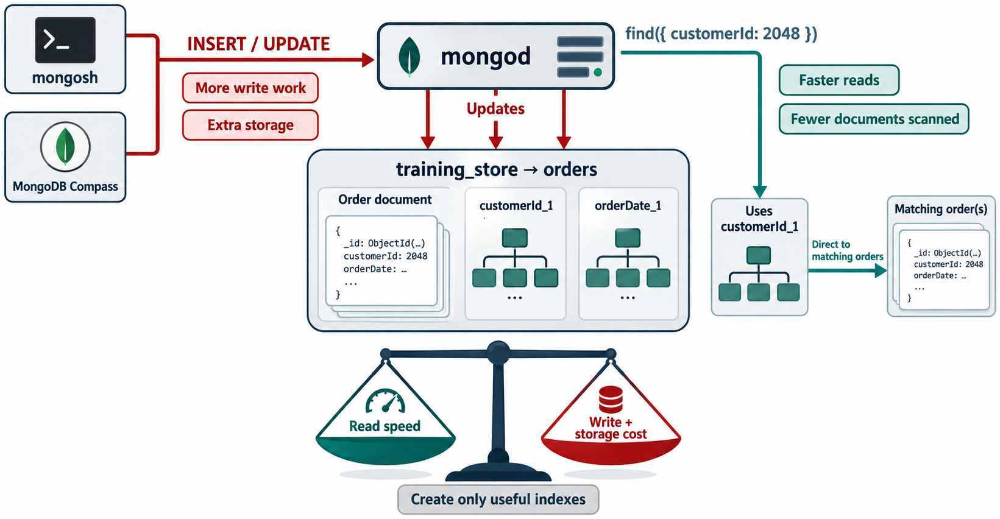 >_
mongosh
MongoDB Compass
INSERT / UPDATE
More write work
Extra storage
mongod
find({ customerId: 2048 })
Faster reads
Fewer documents scanned
Updates
training_store → orders
Order document
{
_id: ObjectId(…)
customerId: 2048
orderDate: …
...
}
customerId_1
...
orderDate_1
...
Uses
customerId_1
Direct to
matching orders
Matching order(s)
{
_id: ObjectId(…)
customerId: 2048
orderDate: …
...
}
Read speed
Write +
storage cost
Create only useful indexes